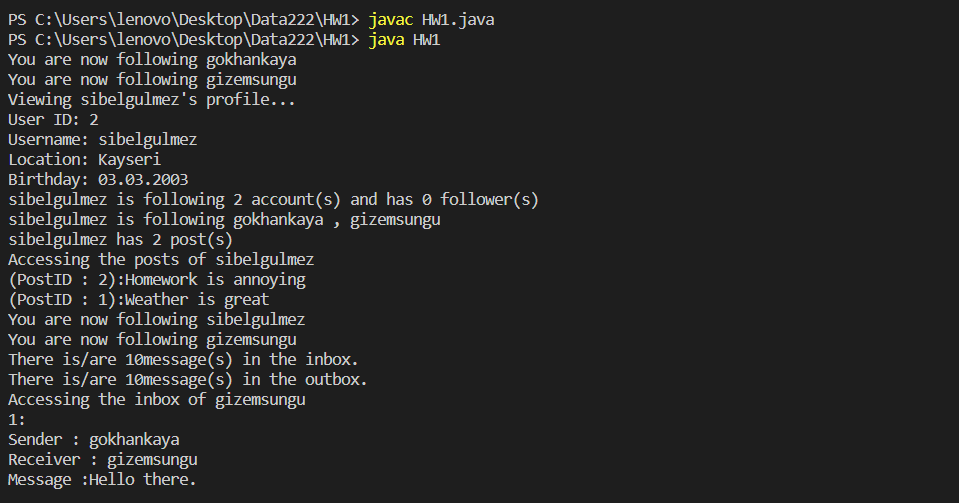 PS C:\Users\lenovo\Desktop\Data222\HW1> javac HW1.java
PS C:\Users\lenovo\Desktop\Data222\HW1> java HW1
You are now following gokhankaya
You are now following gizemsungu
Viewing sibelgulmez's profile...
User ID: 2
Username: sibelgulmez
Location: Kayseri
Birthday: 03.03.2003
sibelgulmez is following 2 account(s) and has 0 follower(s)
sibelgulmez is following gokhankaya , gizemsungu
sibelgulmez has 2 post(s)
Accessing the posts of sibelgulmez
(PostID : 2):Homework is annoying
(PostID : 1):Weather is great
You are now following sibelgulmez
You are now following gizemsungu
There is/are 10message(s) in the inbox.
There is/are 10message(s) in the outbox.
Accessing the inbox of gizemsungu
1:
Sender : gokhankaya
Receiver : gizemsungu
Message :Hello there.